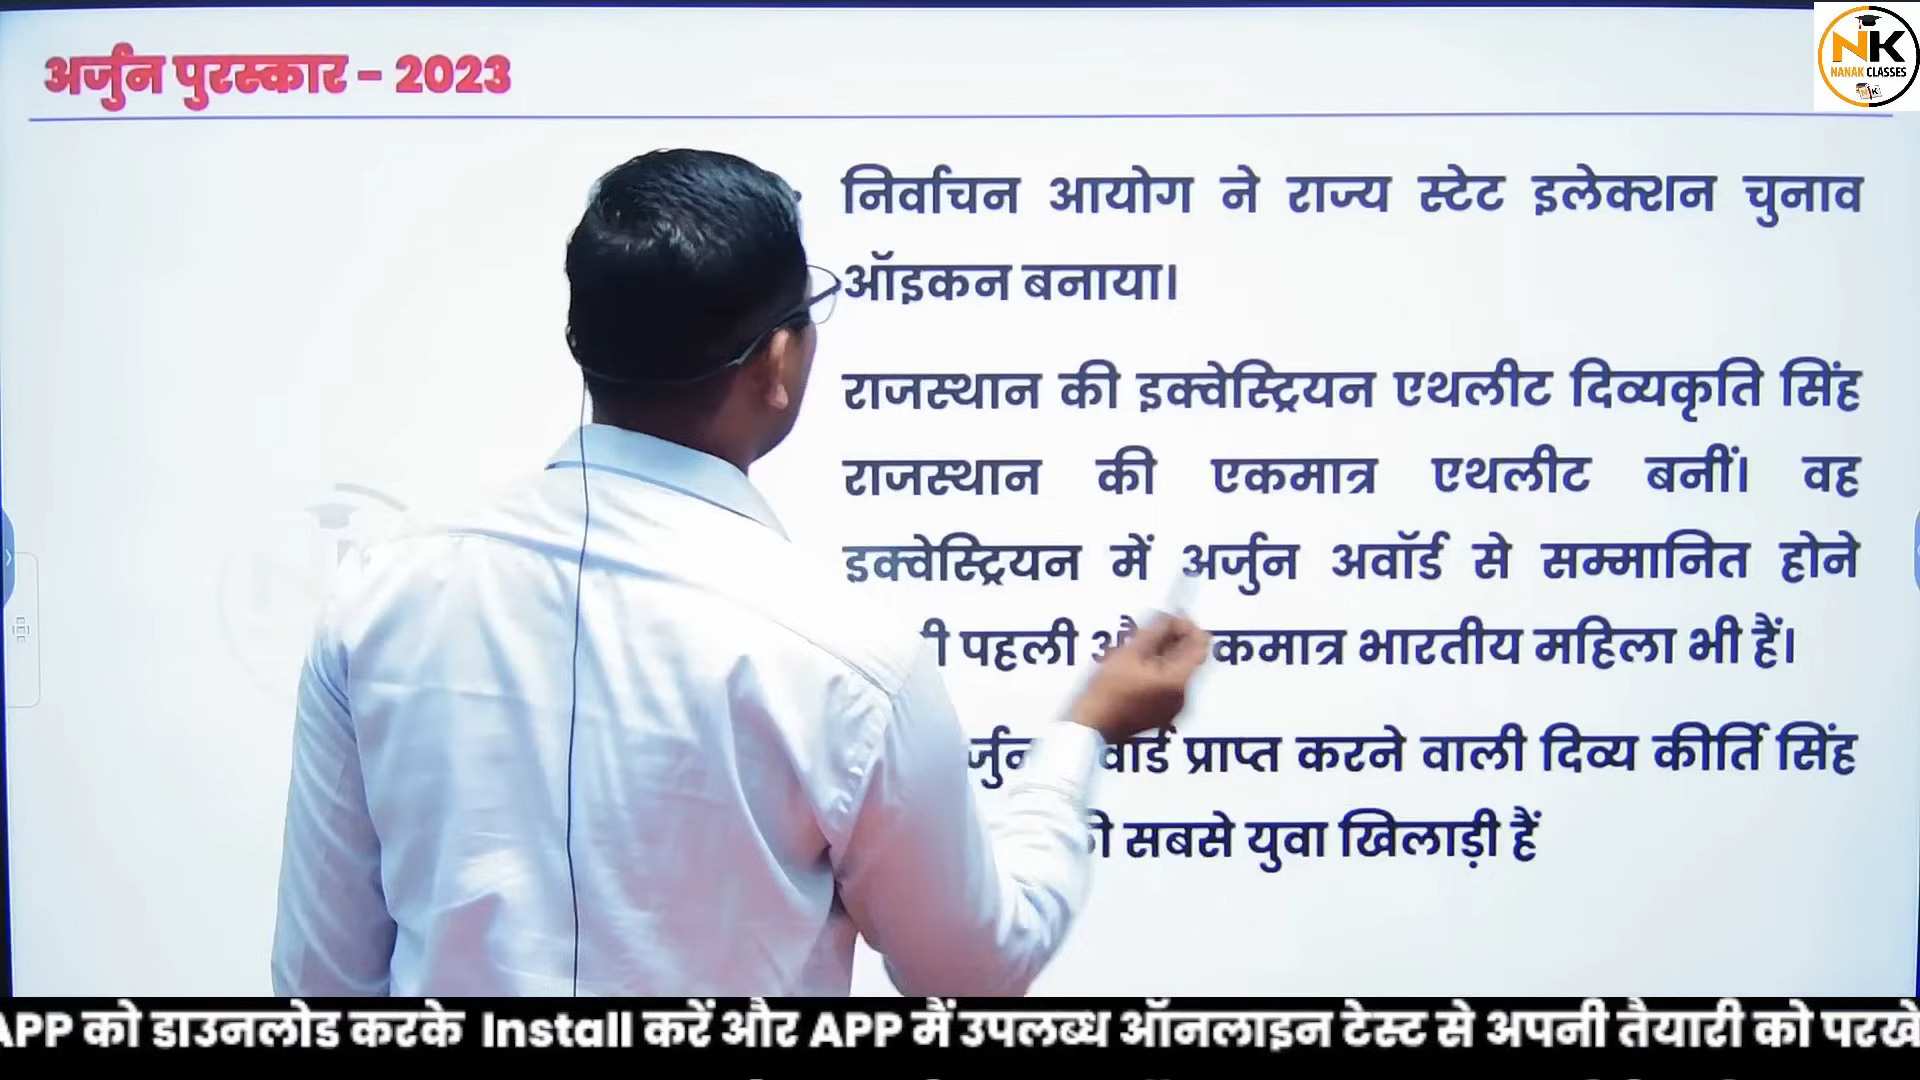 अर्जुन पुरस्कार - 2023
NK
NANAK CLASSES
निर्वाचन आयोग ने राज्य स्टेट इलेक्शन चुनाव
ऑइकन बनाया।
राजस्थान की इक्वेस्ट्रियन एथलीट दिव्यकृति सिंह
राजस्थान की एकमात्र एथलीट बनीं। वह
इक्वेस्ट्रियन में अर्जुन अवॉर्ड से सम्मानित होने
पहली भारतीय महिला भी हैं।
प्राप्त करने वाली दिव्य कीर्ति सिंह
सबसे युवा खिलाड़ी हैं
APP को डाउनलोड करके Install करें और APP मैं उपलब्ध ऑनलाइन टेस्ट से अपनी तैयारी को परखे